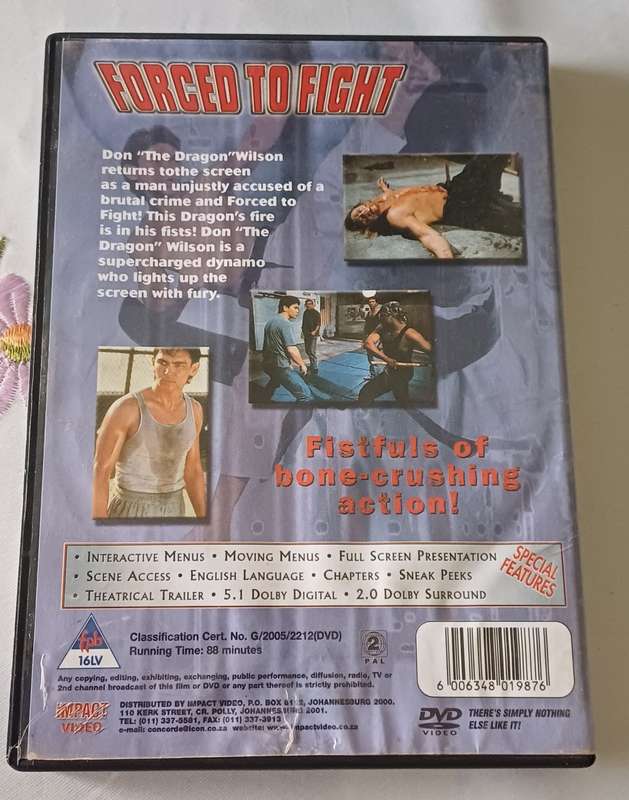 FORCED TO FIGHT
Don "The Dragon"Wilson
returns tothe screen
as a man unjustly accused of a
brutal crime and Forced to
Fight! This Dragon's fire
is in his fists! Don "The
Dragon" Wilson is a
supercharged dynamo
who lights up the
screen with fury.
Fistfuls of
bone-crushing
action!
• INTERACTIVE MENUS • MOVING MENUS • FULL SCREEN PRESENTATION
• SCENE ACCESS • ENGLISH LANGUAGE • CHAPTERS • SNEAK PEEKS
• THEATRICAL TRAILER • 5.1 DOLBY DIGITAL • 2.0 DOLBY SURROUND
SPECIAL
FEATURES
fpb
16LV
Classification Cert. No. G/2005/2212(DVD)
Running Time: 88 minutes
2
PAL
Any copying, editing, exhibiting, exchanging, public performance, diffusion, radio, TV or
2nd channel broadcast of this film or DVD or any part thereof is strictly prohibited.
IMPACT
VIDEO
DISTRIBUTED BY IMPACT VIDEO, P.O. BOX JOHANNESBURG 2000.
110 KERK STREET, CR. POLLY, JOHANNESBURG 2001.
TEL: (011) 337-5581, FAX: (011) 337-3913
e-mail: concorde@icon.co.za website: www.impactvideo.co.za
6 006348 019876
DVD
VIDEO
THERE'S SIMPLY NOTHING
ELSE LIKE IT!